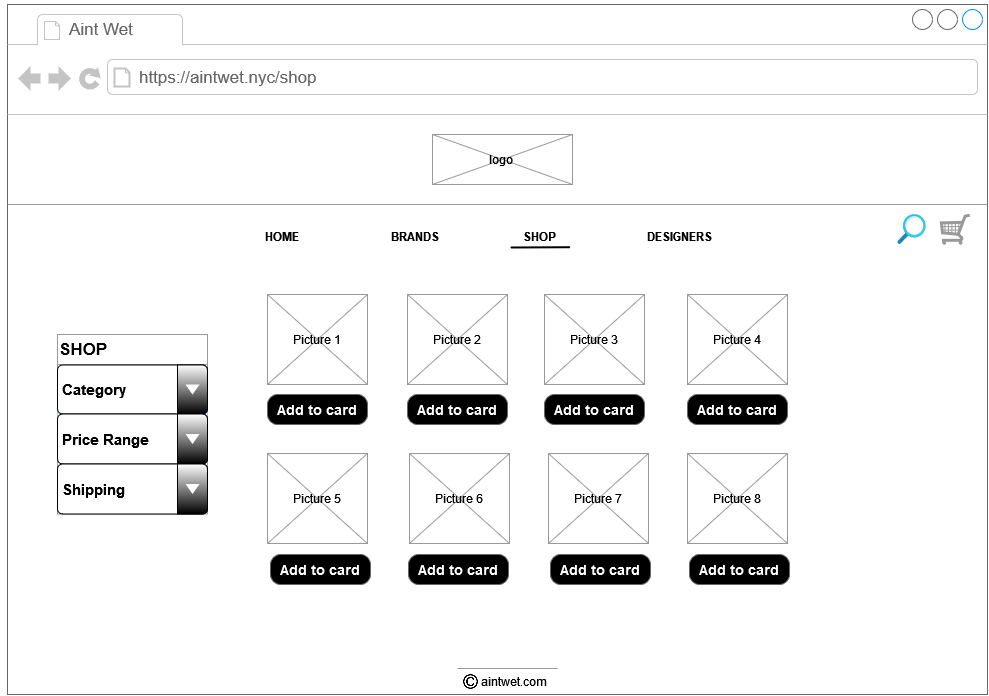 Aint Wet
https://aintwet.nyc/shop
logo
HOME BRANDS SHOP DESIGNERS
SHOP
Category
Price Range
Shipping
Picture 1 Picture 2 Picture 3 Picture 4
Add to card Add to card Add to card Add to card
Picture 5 Picture 6 Picture 7 Picture 8
Add to card Add to card Add to card Add to card
© aintwet.com